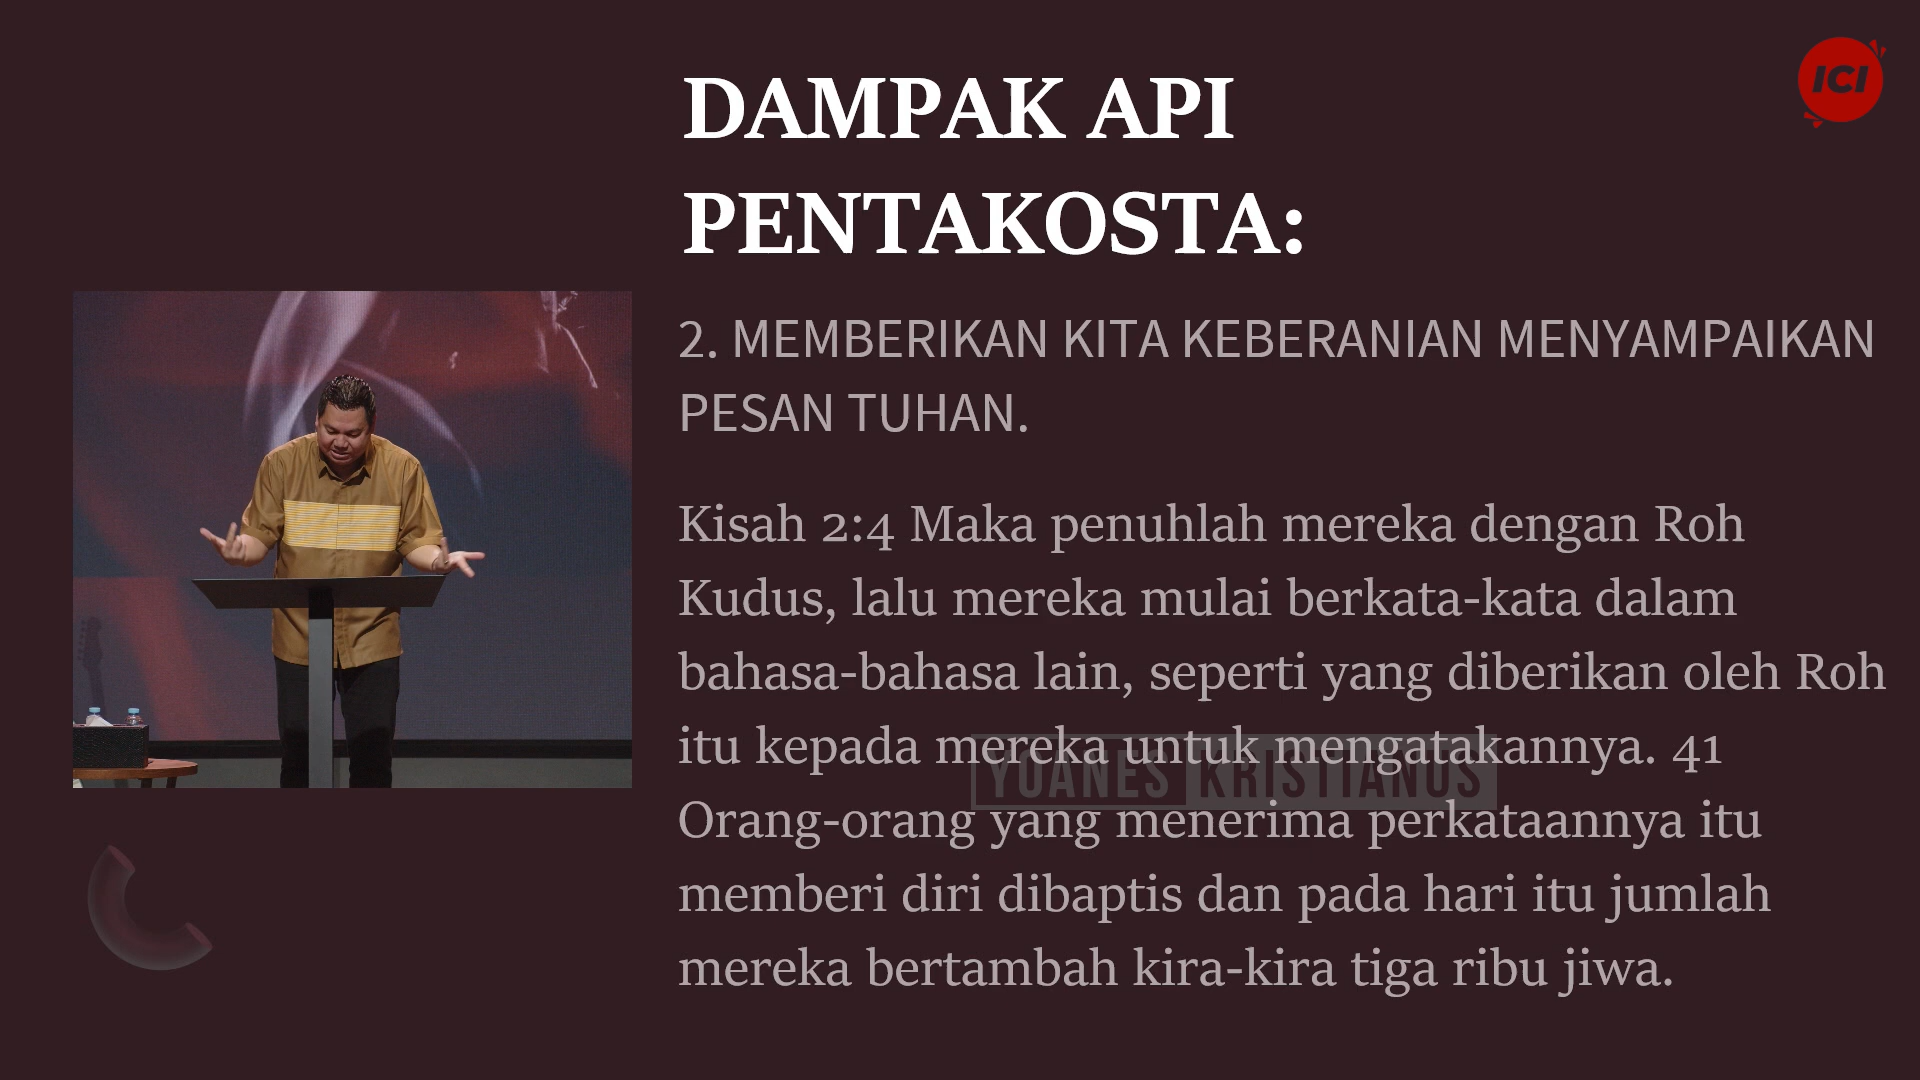 ICI
DAMPAK API
PENTAKOSTA:
2. MEMBERIKAN KITA KEBERANIAN MENYAMPAIKAN
PESAN TUHAN.
Kisah 2:4 Maka penuhlah mereka dengan Roh
Kudus, lalu mereka mulai berkata-kata dalam
bahasa-bahasa lain, seperti yang diberikan oleh Roh
itu kepada mereka untuk mengatakannya. 41
YOANES KRISTIANUS
Orang-orang yang menerima perkataannya itu
memberi diri dibaptis dan pada hari itu jumlah
mereka bertambah kira-kira tiga ribu jiwa.